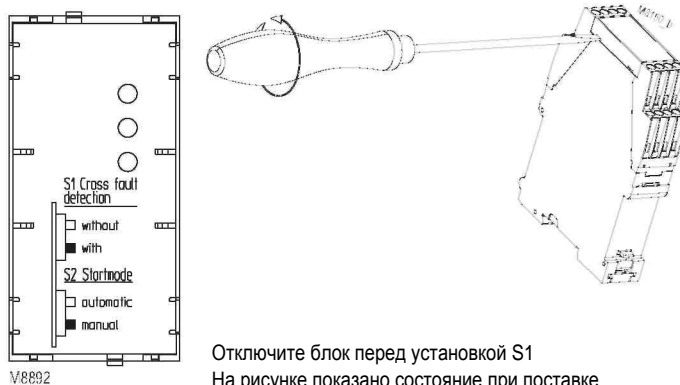 S1 Cross fault
detection
without
with
S2 Startmode
automatic
manual
M8892
Отключите блок перед установкой S1
На рисунке показано состояние при поставке